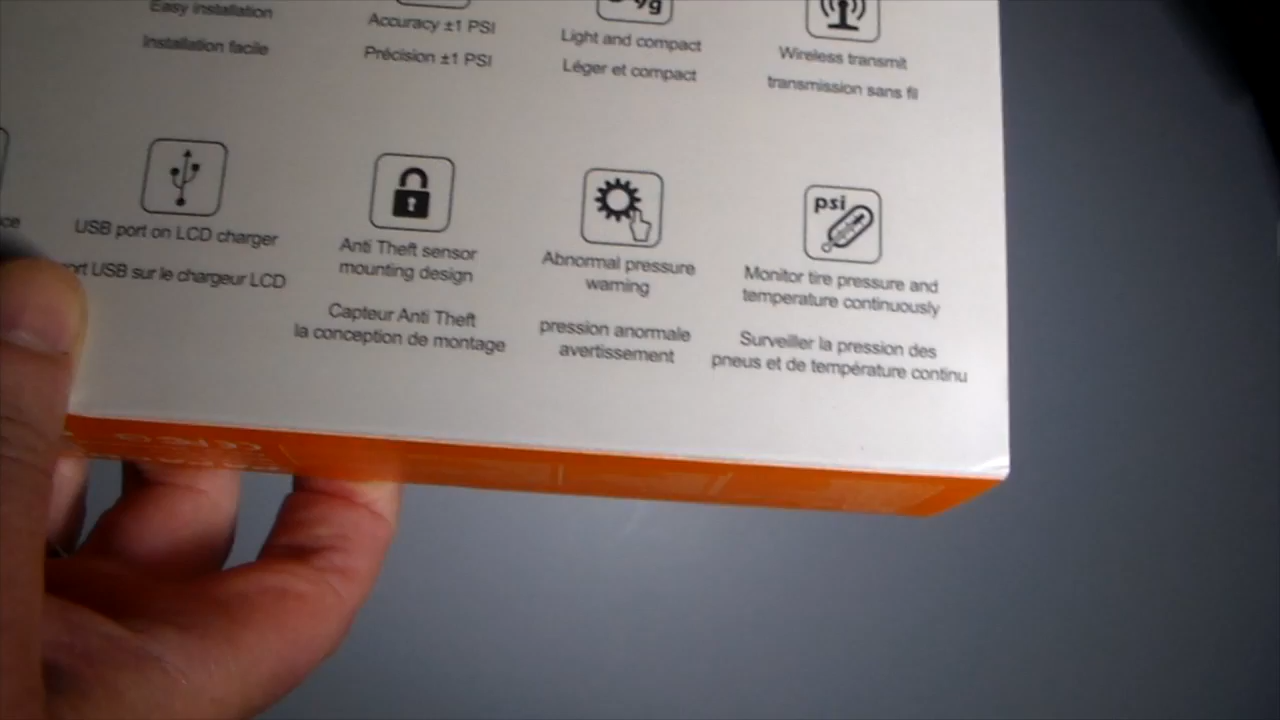 Easy installation
Installation facile
Accuracy ±1 PSI
Précision ±1 PSI
9g
Light and compact
Léger et compact
Wireless transmit
transmission sans fil
ce
USB port on LCD charger
ort USB sur le chargeur LCD
Anti Theft sensor
mounting design
Capteur Anti Theft
la conception de montage
Abnormal pressure
warning
pression anormale
avertissement
psi
Monitor tire pressure and
temperature continuously
Surveiller la pression des
pneus et de température continu